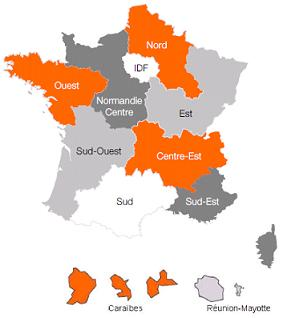 Nord
IDF
Ouest
Normandie
Centre
Est
Sud-Ouest
Centre-Est
Sud
Sud-Est
Caraïbes
Réunion-Mayotte